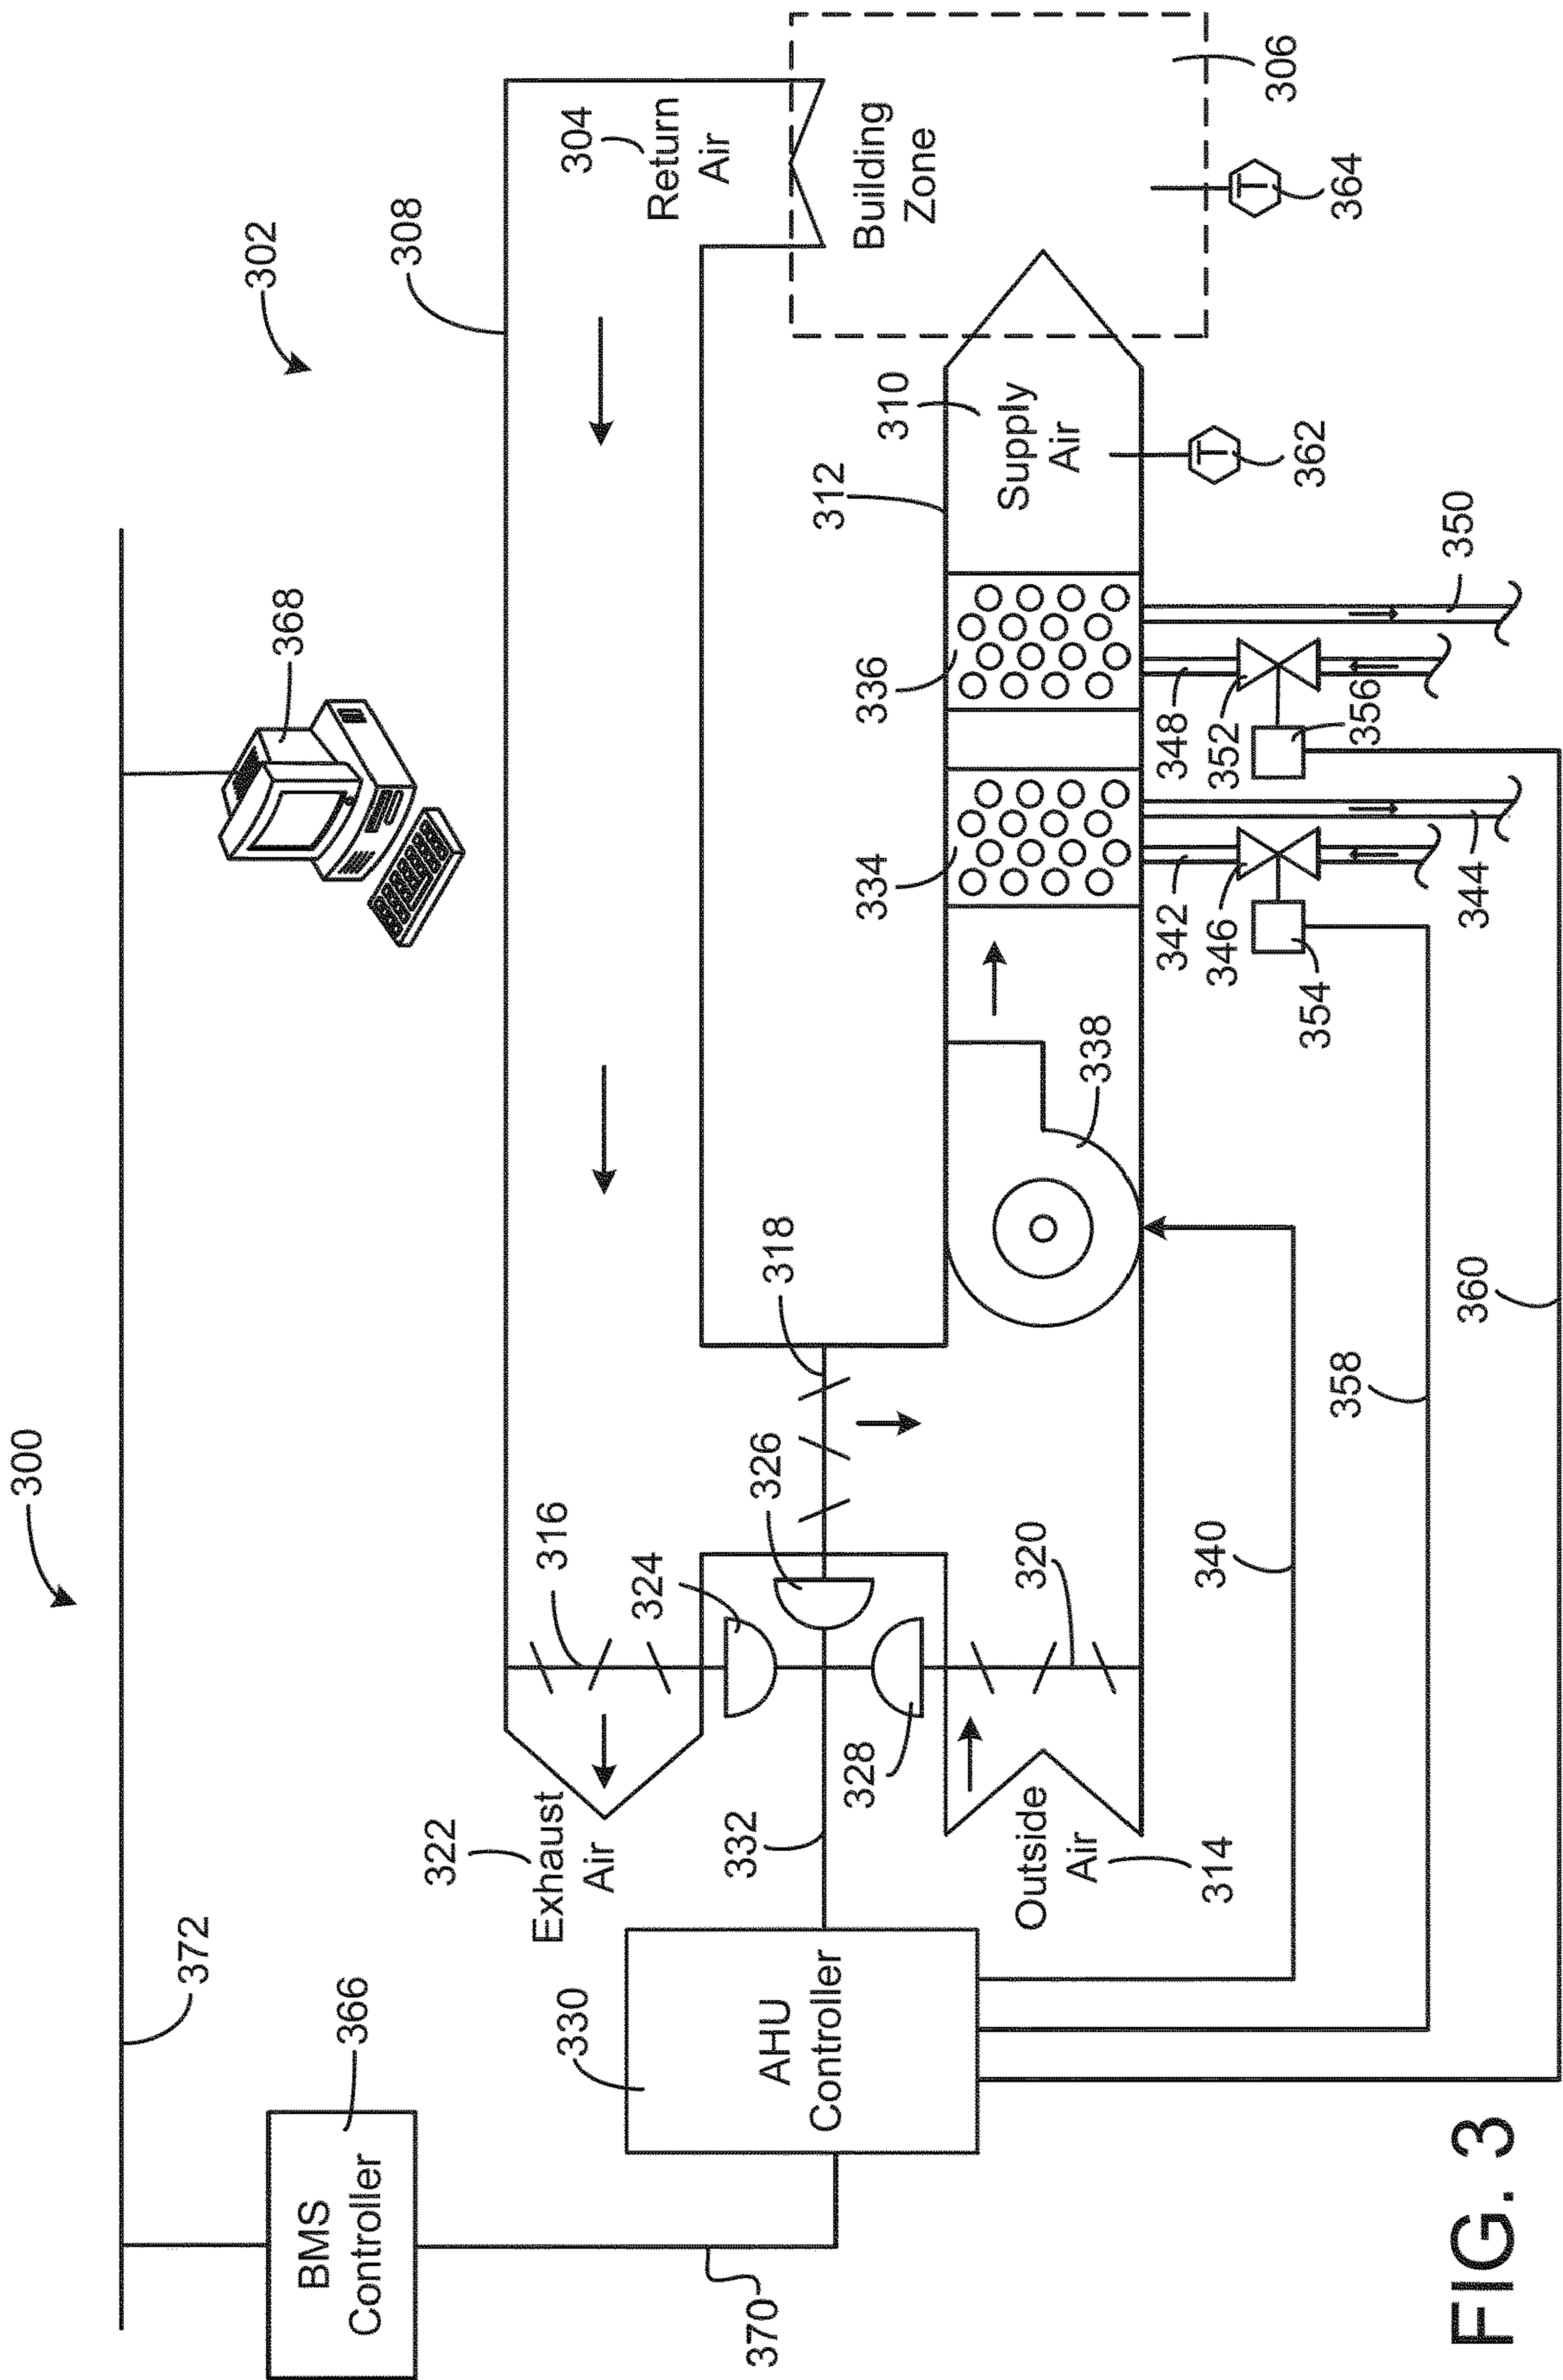 300
372
366
BMS
Controller
370
368
302
308
304
Return
Air
330
AHU
Controller
322
Exhaust
Air
316
324
326
318
332
328
Outside
Air
314
320
338
334
336
312
310
Supply
Air
Building
Zone
306
340
342
346
354
344
348
352
356
350
362
364
358
360
FIG. 3